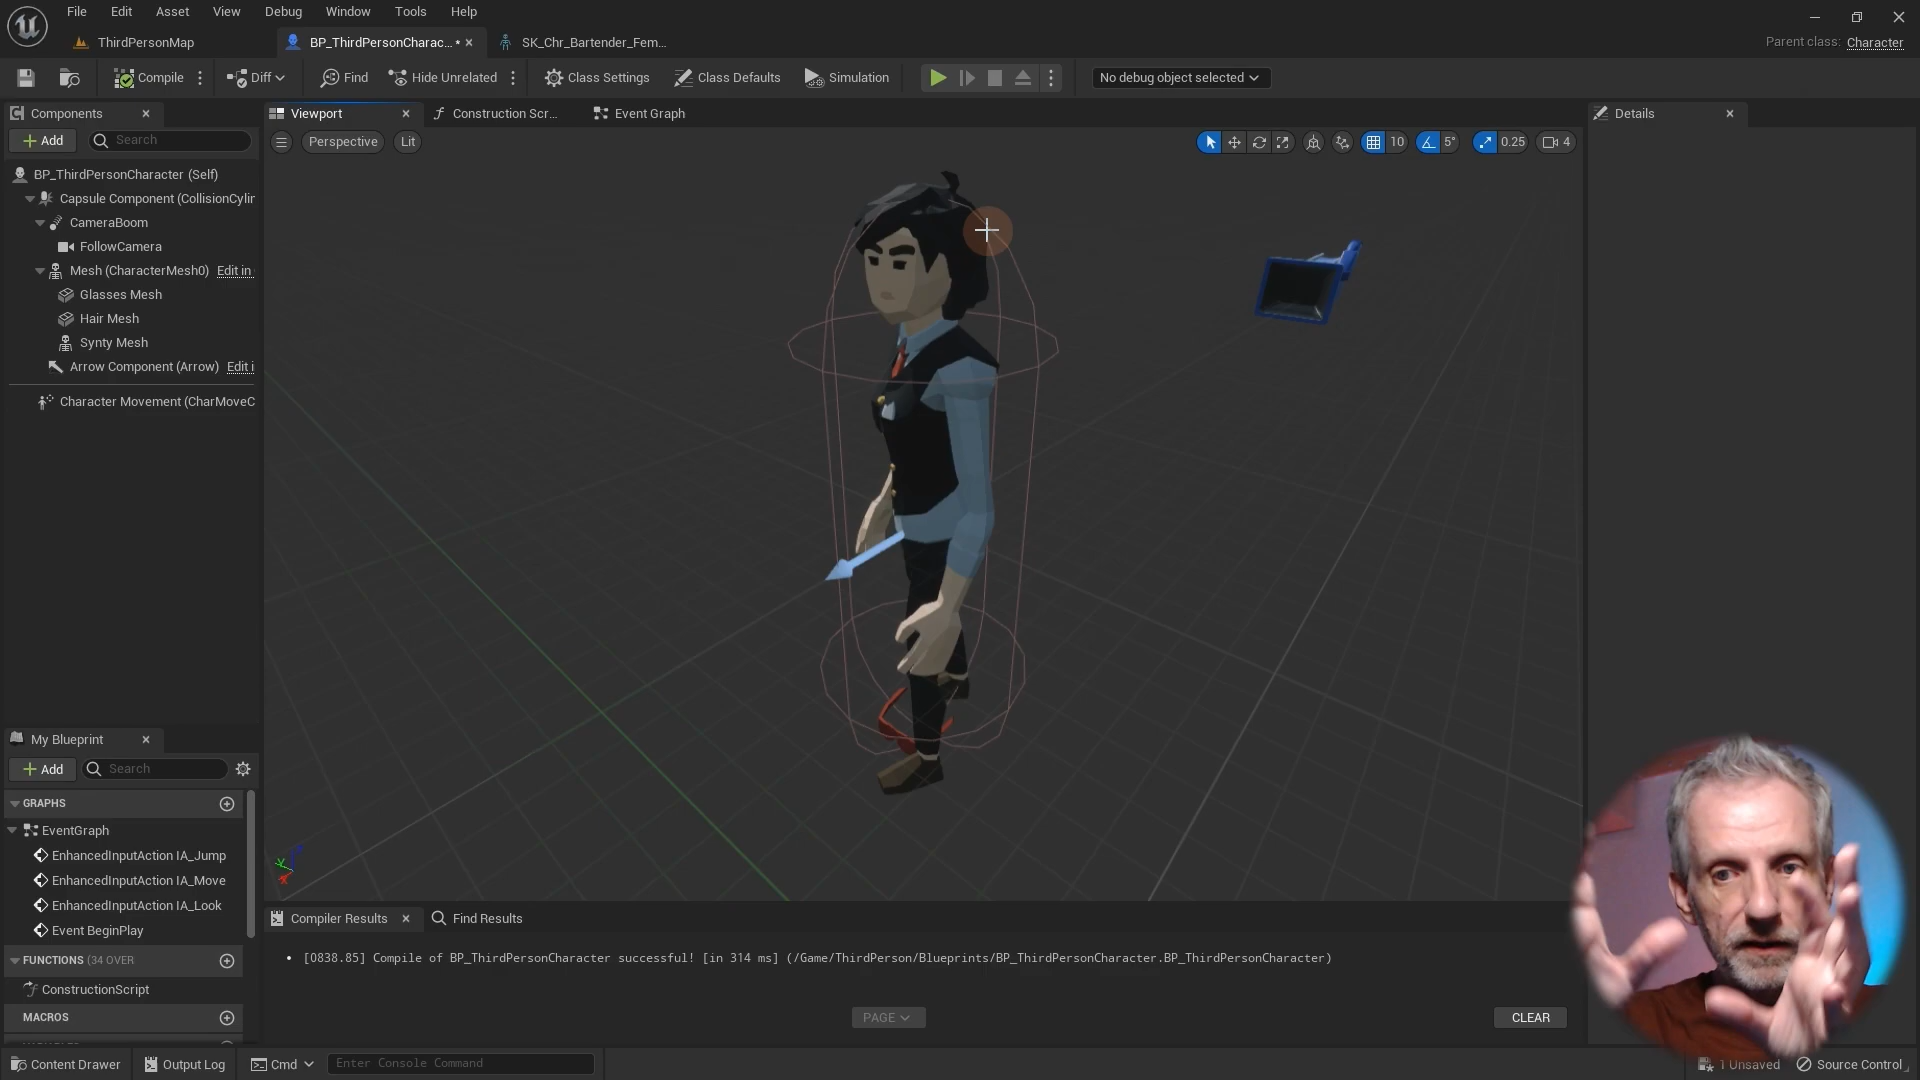 File Edit Asset View Debug Window Tools Help
ThirdPersonMap
BP_ThirdPersonCharac... •
SK_Chr_Bartender_Fem...
Parent class: Character
Compile
Diff
Find
Hide Unrelated
Class Settings
Class Defaults
Simulation
No debug object selected
Components
Add
Search
BP_ThirdPersonCharacter (Self)
Capsule Component (CollisionCylin
CameraBoom
FollowCamera
Mesh (CharacterMesh0) Edit in
Glasses Mesh
Hair Mesh
Synty Mesh
Arrow Component (Arrow) Edit i
Character Movement (CharMoveC
Viewport
Construction Scr...
Event Graph
Perspective
Lit
10
5°
0.25
4
Details
My Blueprint
Add
Search
GRAPHS
EventGraph
EnhancedInputAction IA_Jump
EnhancedInputAction IA_Move
EnhancedInputAction IA_Look
Event BeginPlay
FUNCTIONS (34 OVER
ConstructionScript
MACROS
Compiler Results
Find Results
• [0838.85] Compile of BP_ThirdPersonCharacter successful! [in 314 ms] (/Game/ThirdPerson/Blueprints/BP_ThirdPersonCharacter.BP_ThirdPersonCharacter)
PAGE
CLEAR
Content Drawer
Output Log
Cmd
Enter Console Command
1 Unsaved
Source Control